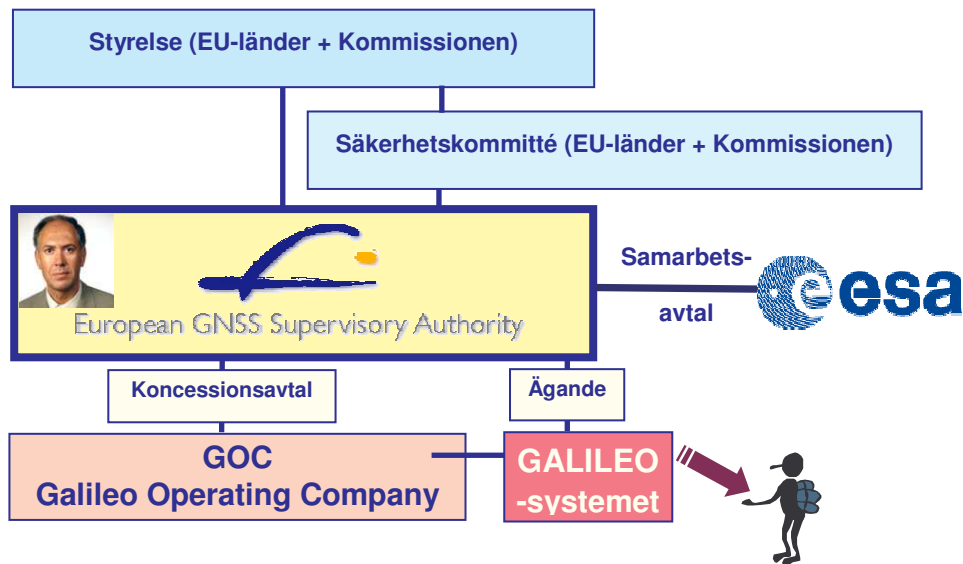 Styrelse (EU-länder + Kommissionen)
Säkerhetskommitté (EU-länder + Kommissionen)
European GNSS Supervisory Authority
Samarbets-
avtal
esa
Koncessionsavtal
Ägande
GOC
Galileo Operating Company
GALILEO
-systemet